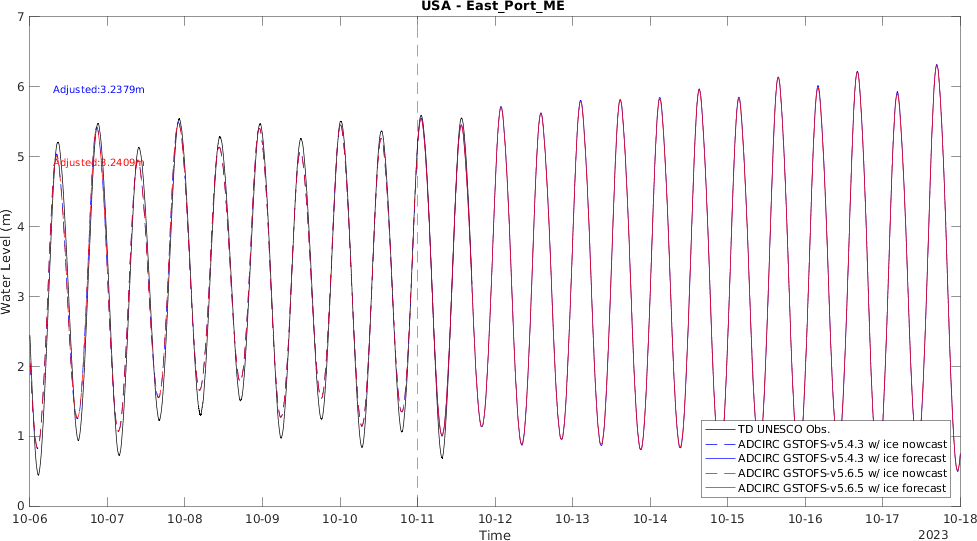 USA - East_Port_ME
7
6
5
4
3
2
1
0
Water Level (m)
Adjusted:3.2379m
Adjusted:3.2409m
TD UNESCO Obs.
ADCIRC GSTOFS-v5.4.3 w/ ice nowcast
ADCIRC GSTOFS-v5.4.3 w/ ice forecast
ADCIRC GSTOFS-v5.6.5 w/ ice nowcast
ADCIRC GSTOFS-v5.6.5 w/ ice forecast
10-06 10-07 10-08 10-09 10-10 10-11 10-12 10-13 10-14 10-15 10-16 10-17 10-18
Time
2023